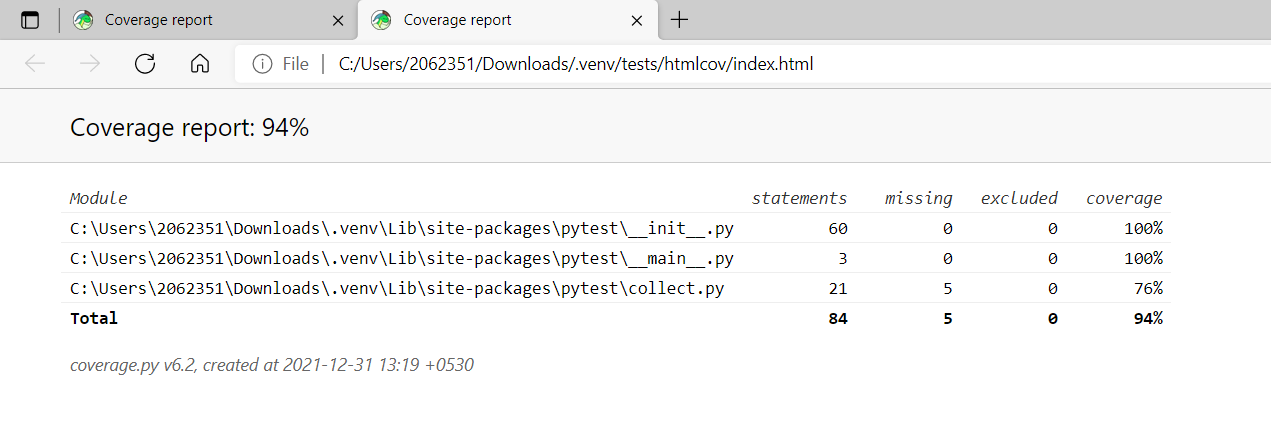 Coverage report
Coverage report
File | C:/Users/2062351/Downloads/.venv/tests/htmlcov/index.html
Coverage report: 94%
Module statements missing excluded coverage
C:\Users\2062351\Downloads\.venv\Lib\site-packages\pytest\__init__.py 60 0 0 100%
C:\Users\2062351\Downloads\.venv\Lib\site-packages\pytest\__main__.py 3 0 0 100%
C:\Users\2062351\Downloads\.venv\Lib\site-packages\pytest\collect.py 21 5 0 76%
Total 84 5 0 94%
coverage.py v6.2, created at 2021-12-31 13:19 +0530